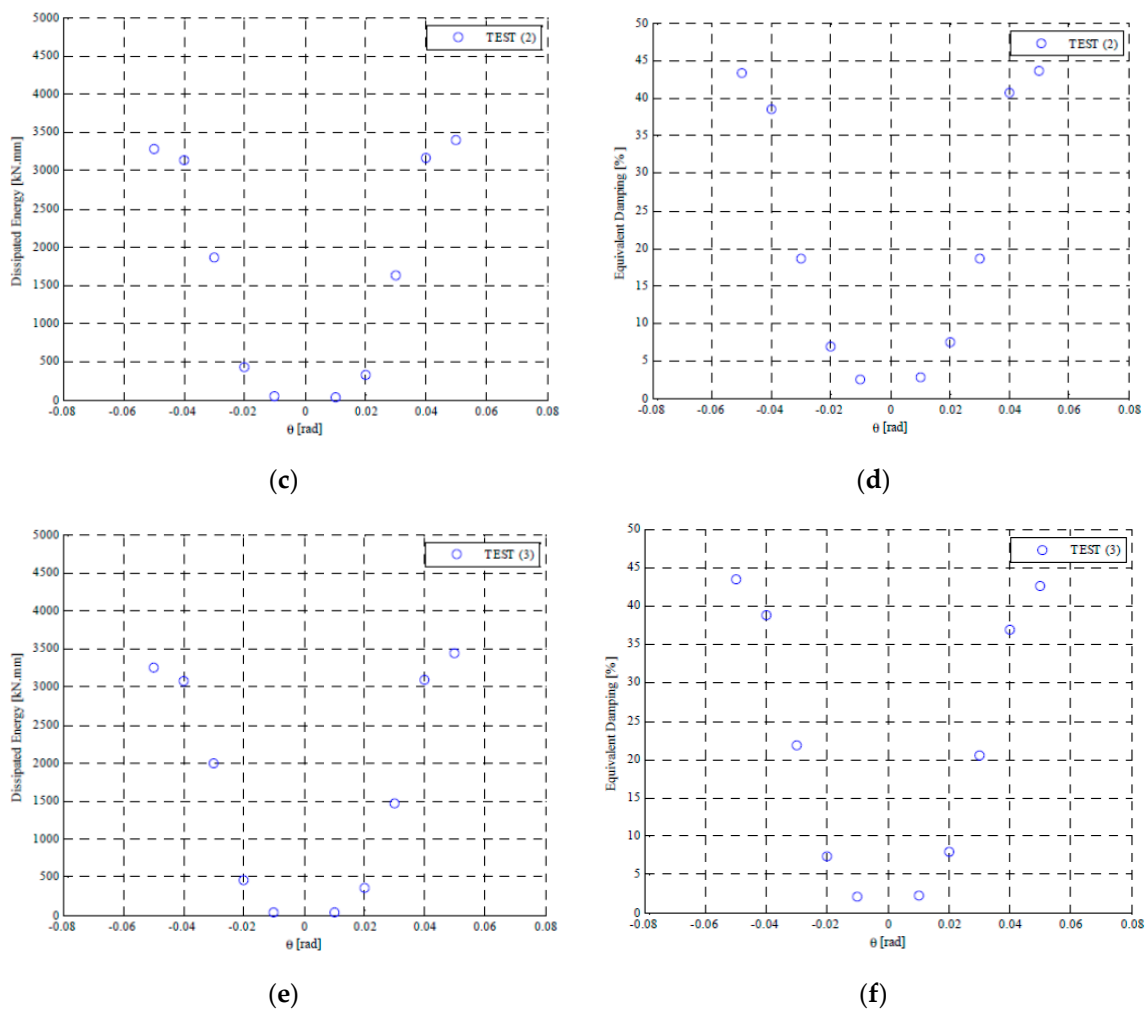 5000
4500
4000
3500
3000
2500
2000
1500
1000
500
0
Dissipated Energy [kN.mm]
TEST (2)
-0.08 -0.06 -0.04 -0.02 0 0.02 0.04 0.06 0.08
θ [rad]
(c)
50
45
40
35
30
25
20
15
10
5
0
Equivalent Damping [%]
TEST (2)
-0.08 -0.06 -0.04 -0.02 0 0.02 0.04 0.06 0.08
θ [rad]
(d)
5000
4500
4000
3500
3000
2500
2000
1500
1000
500
0
Dissipated Energy [kN.mm]
TEST (3)
-0.08 -0.06 -0.04 -0.02 0 0.02 0.04 0.06 0.08
θ [rad]
(e)
50
45
40
35
30
25
20
15
10
5
0
Equivalent Damping [%]
TEST (3)
-0.08 -0.06 -0.04 -0.02 0 0.02 0.04 0.06 0.08
θ [rad]
(f)